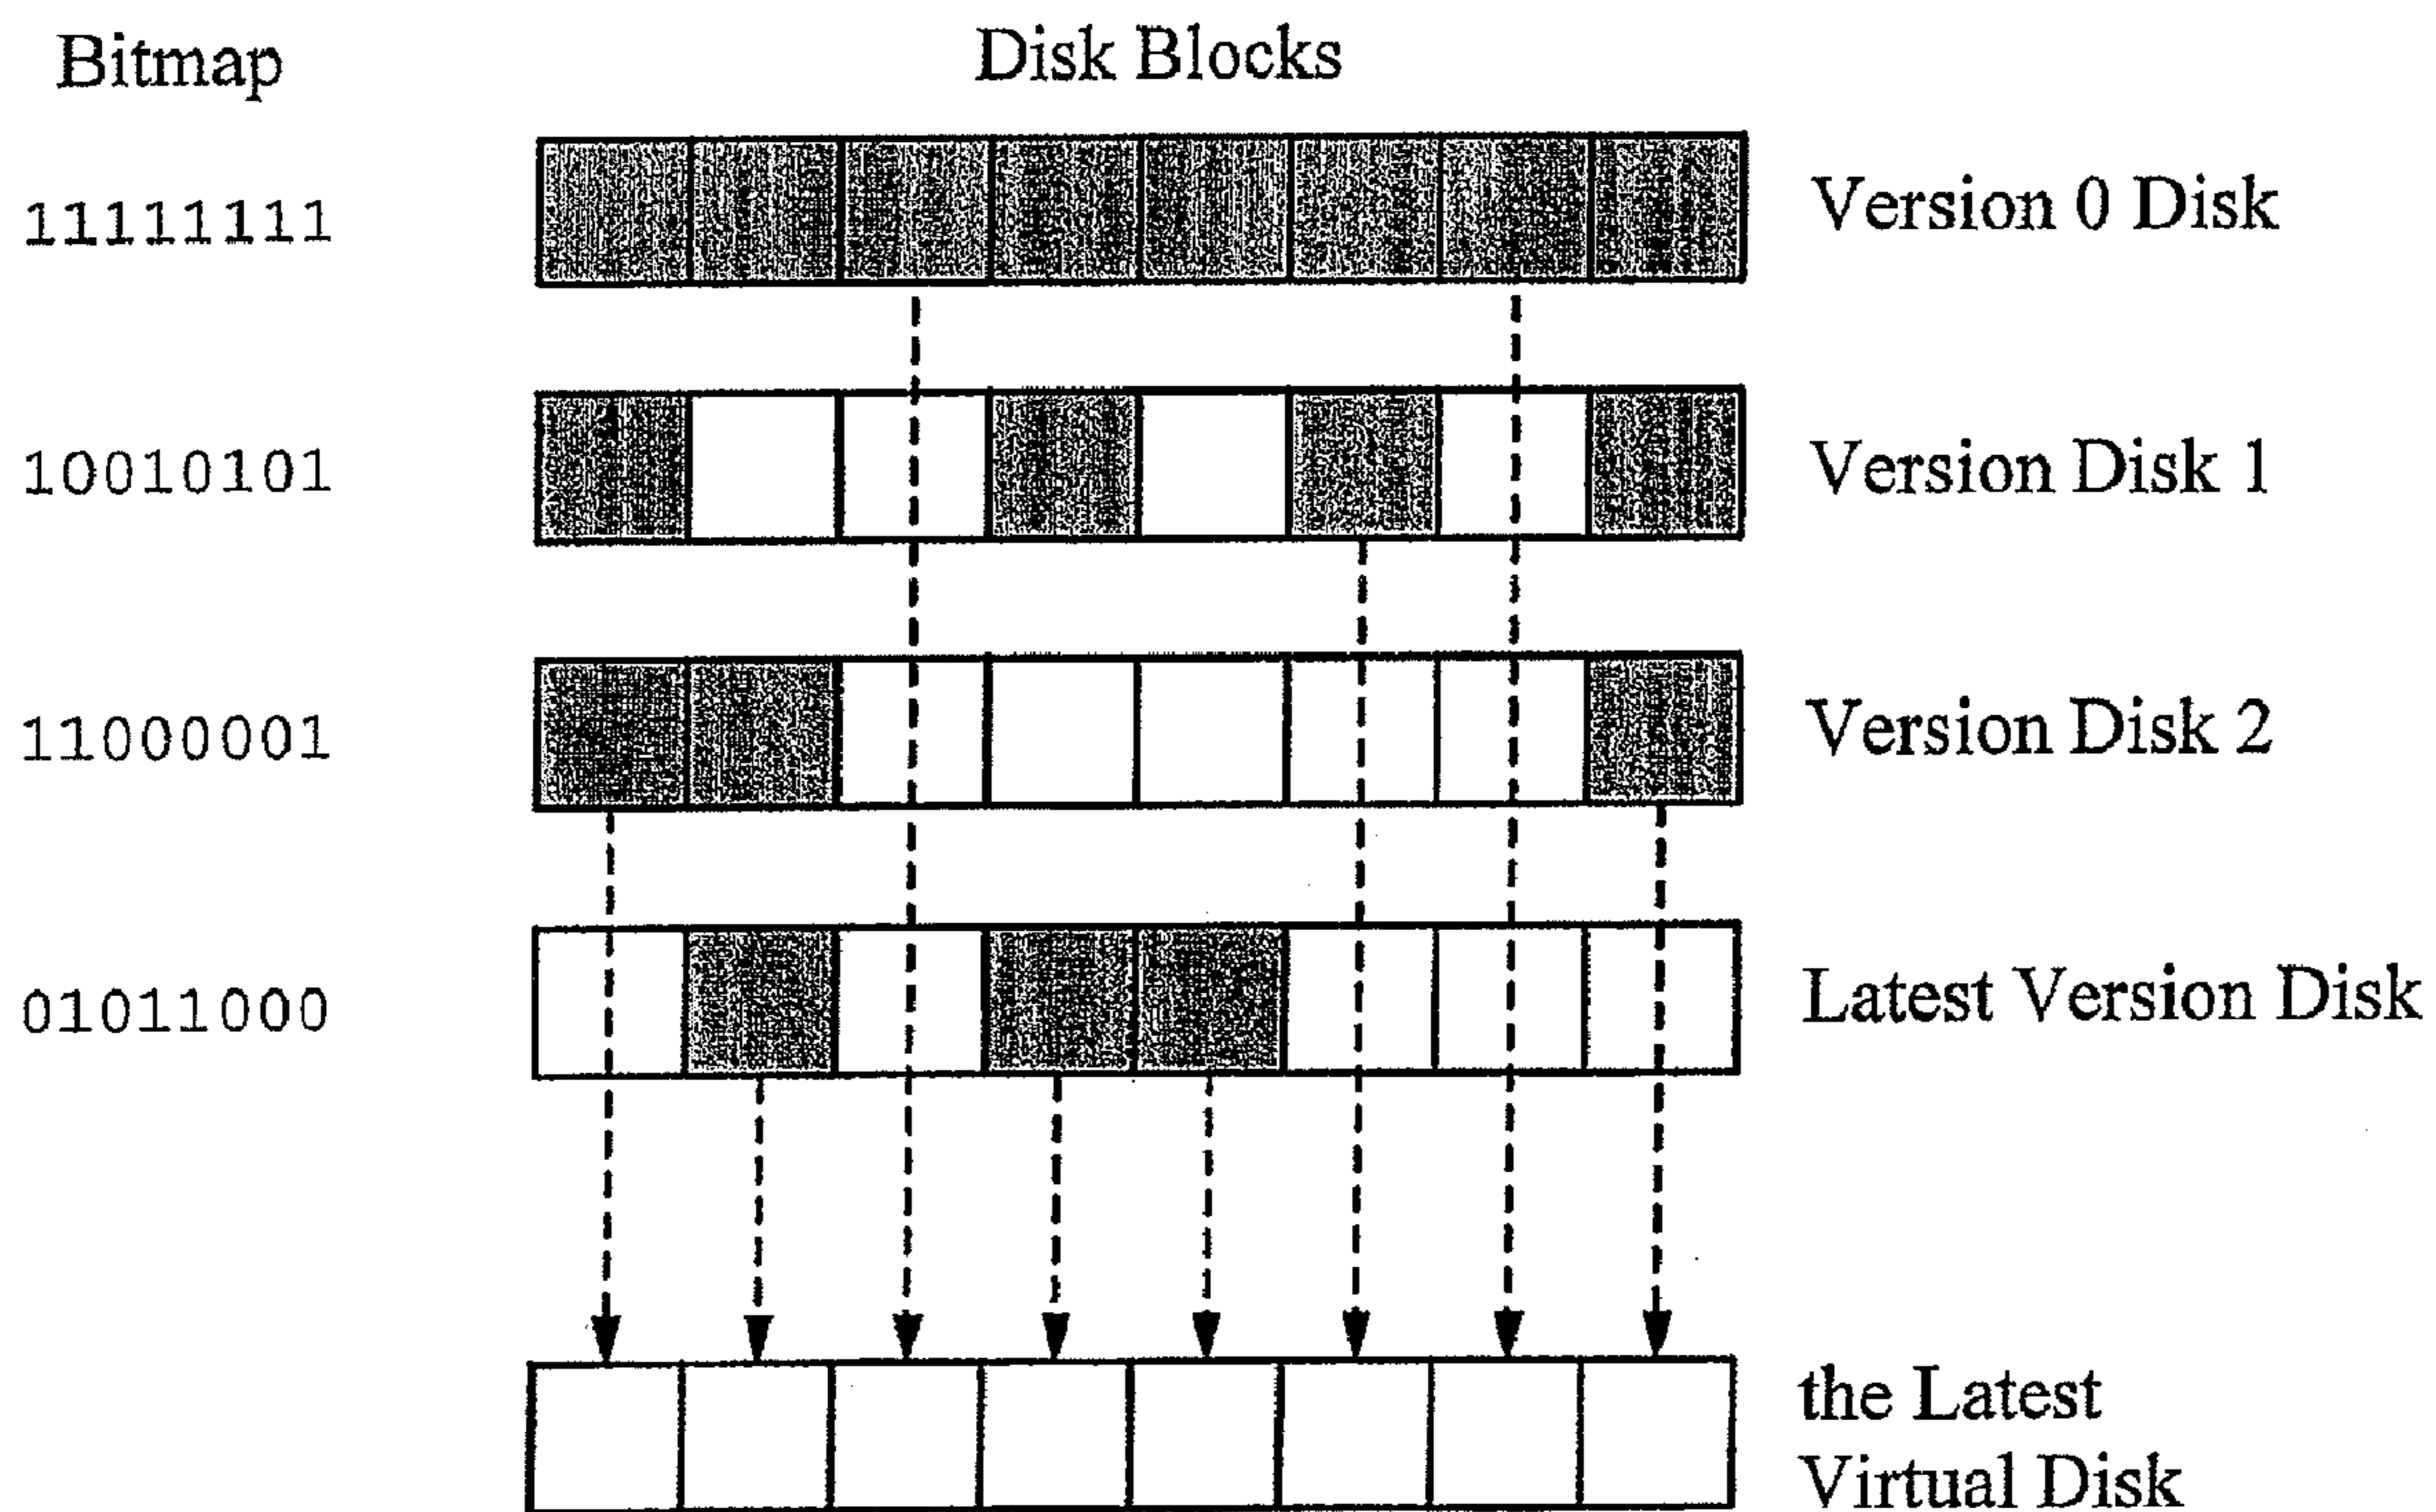 Bitmap
Disk Blocks
11111111
Version 0 Disk
10010101
Version Disk 1
11000001
Version Disk 2
01011000
Latest Version Disk
the Latest
Virtual Disk